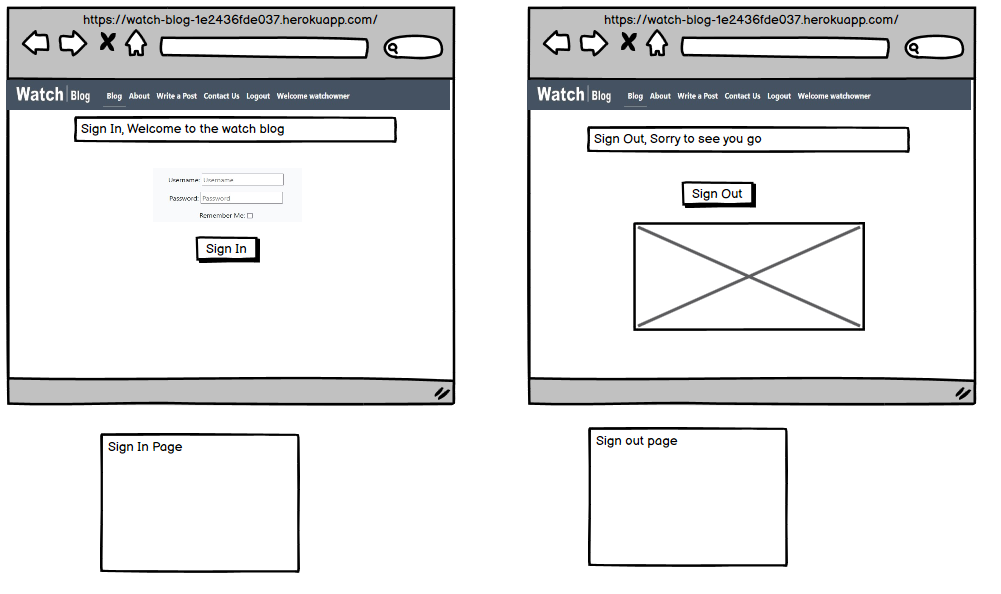 https://watch-blog-1e2436fde037.herokuapp.com/
Watch Blog Blog About Write a Post Contact Us Logout Welcome watchowner
Sign In, Welcome to the watch blog
Username: Username
Password: Password
Remember Me:
Sign In
Sign In Page
https://watch-blog-1e2436fde037.herokuapp.com/
Watch Blog Blog About Write a Post Contact Us Logout Welcome watchowner
Sign Out, Sorry to see you go
Sign Out
Sign out page